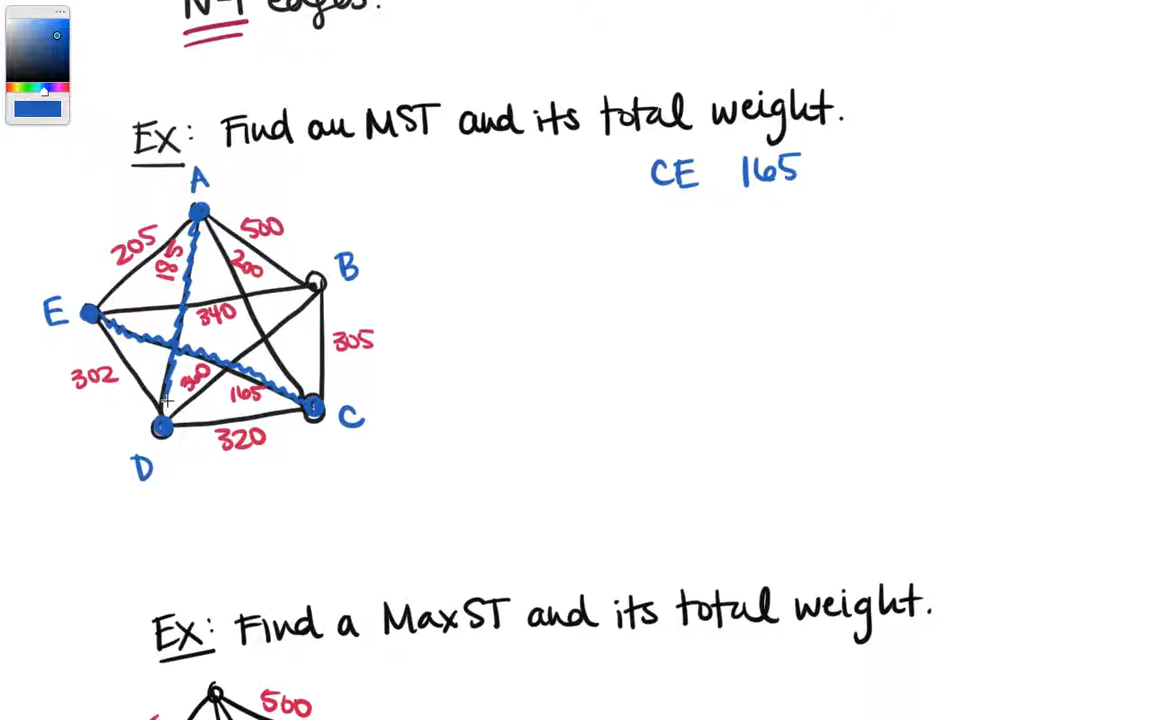 N-1 edges.
Ex: Find an MST and its total weight.
CE 165
A
205
185
500
200
B
E
340
305
302
360
165
C
320
D
Ex: Find a MaxST and its total weight.
500